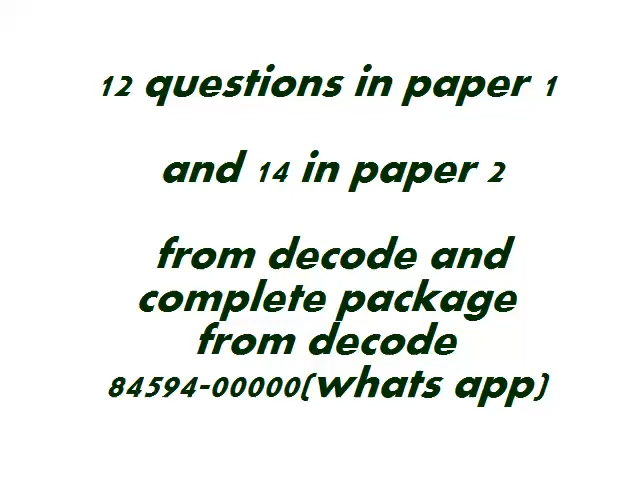 12 questions in paper 1
and 14 in paper 2
from decode and
complete package
from decode
84594-00000(whats app)